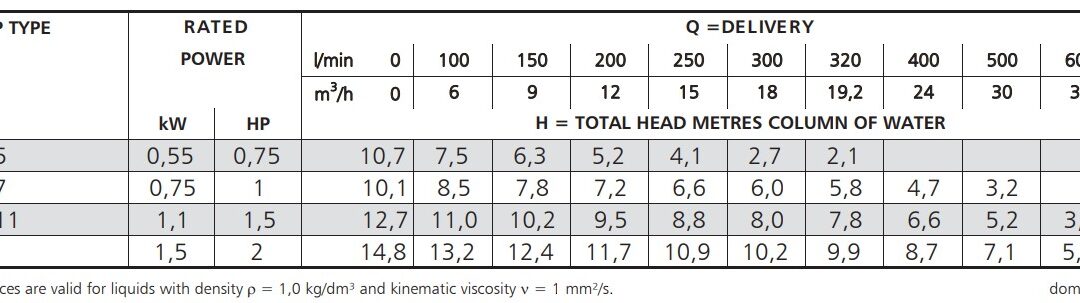 P TYPE RATED Q =DELIVERY
POWER l/min 0 100 150 200 250 300 320 400 500 60
m³/h 0 6 9 12 15 18 19,2 24 30 3
kW HP H = TOTAL HEAD METRES COLUMN OF WATER
5 0,55 0,75 10,7 7,5 6,3 5,2 4,1 2,7 2,1
7 0,75 1 10,1 8,5 7,8 7,2 6,6 6,0 5,8 4,7 3,2
11 1,1 1,5 12,7 11,0 10,2 9,5 8,8 8,0 7,8 6,6 5,2 3,
1,5 2 14,8 13,2 12,4 11,7 10,9 10,2 9,9 8,7 7,1 5,
ces are valid for liquids with density ρ = 1,0 kg/dm³ and kinematic viscosity ν = 1 mm²/s. dom